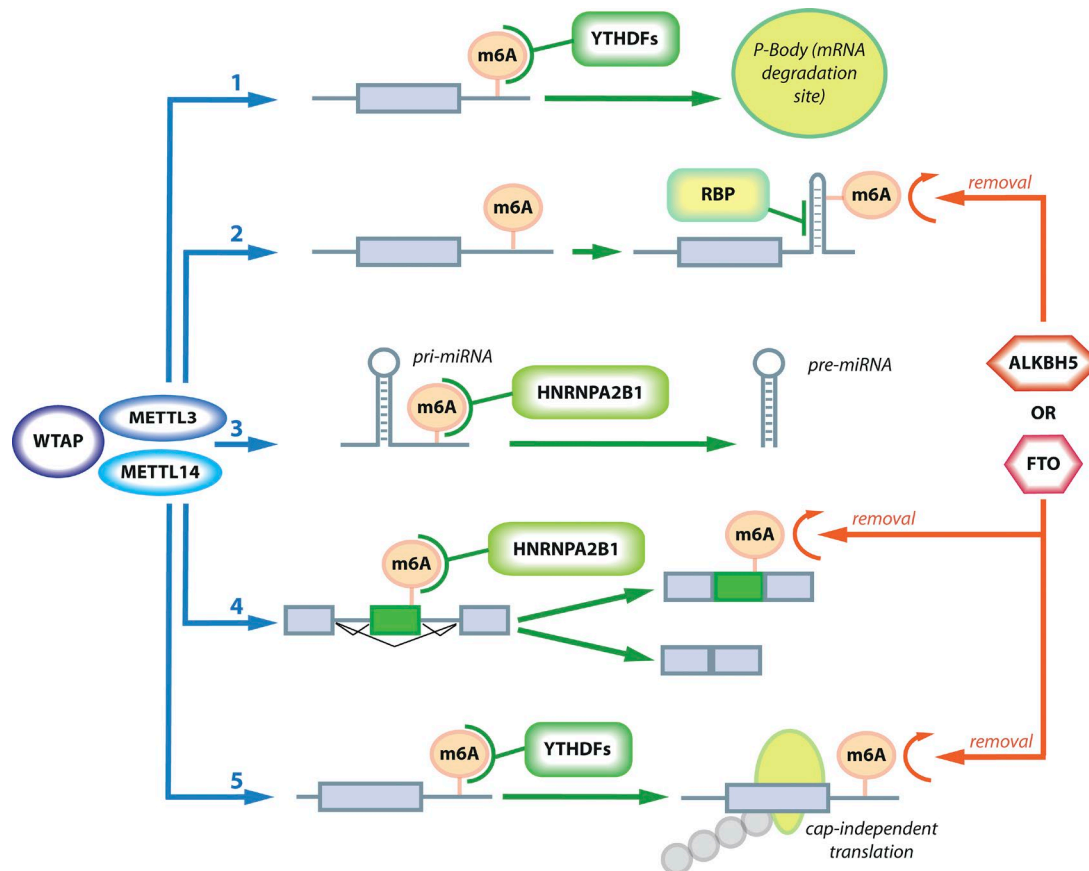 1
m6A
YTHDFs
P-Body (mRNA
degradation
site)
2
m6A
RBP
m6A
removal
pri-miRNA
pre-miRNA
m6A
HNRNPA2B1
ALKBH5
OR
FTO
WTAP
METTL3
METTL14
3
4
m6A
HNRNPA2B1
m6A
removal
5
m6A
YTHDFs
m6A
removal
cap-independent
translation